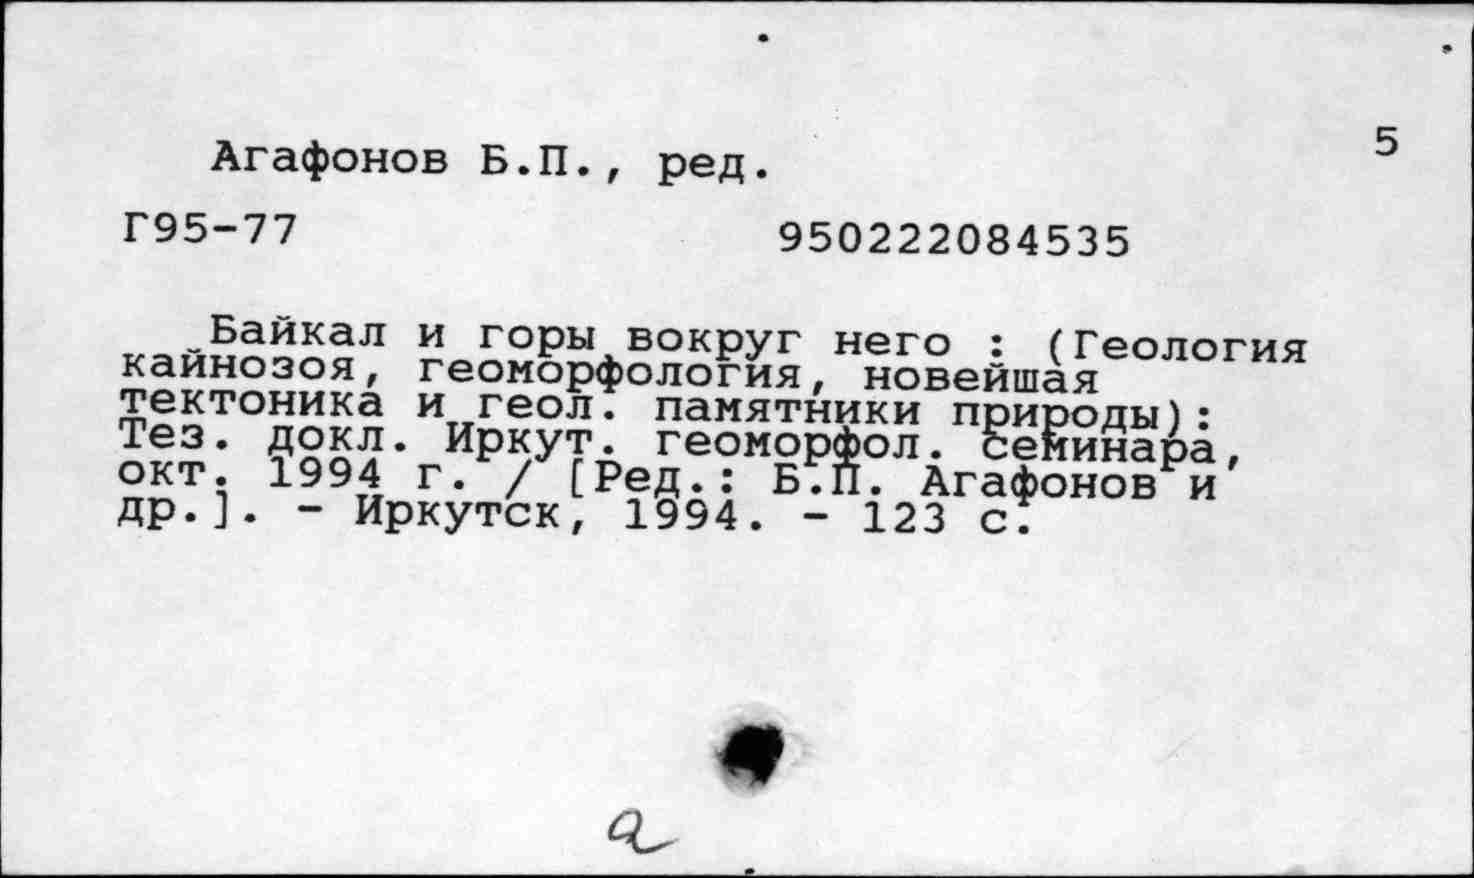 5
Агафонов Б.П., ред.
Г95-77 950222084535
Байкал и горы вокруг него : (Геология
кайнозоя, геоморфология, новейшая
тектоника и геол. памятники природы):
Тез. докл. Иркут. геоморфол. семинара,
окт. 1994 г. / [Ред.: Б.П. Агафонов и
др.]. - Иркутск, 1994. - 123 с.